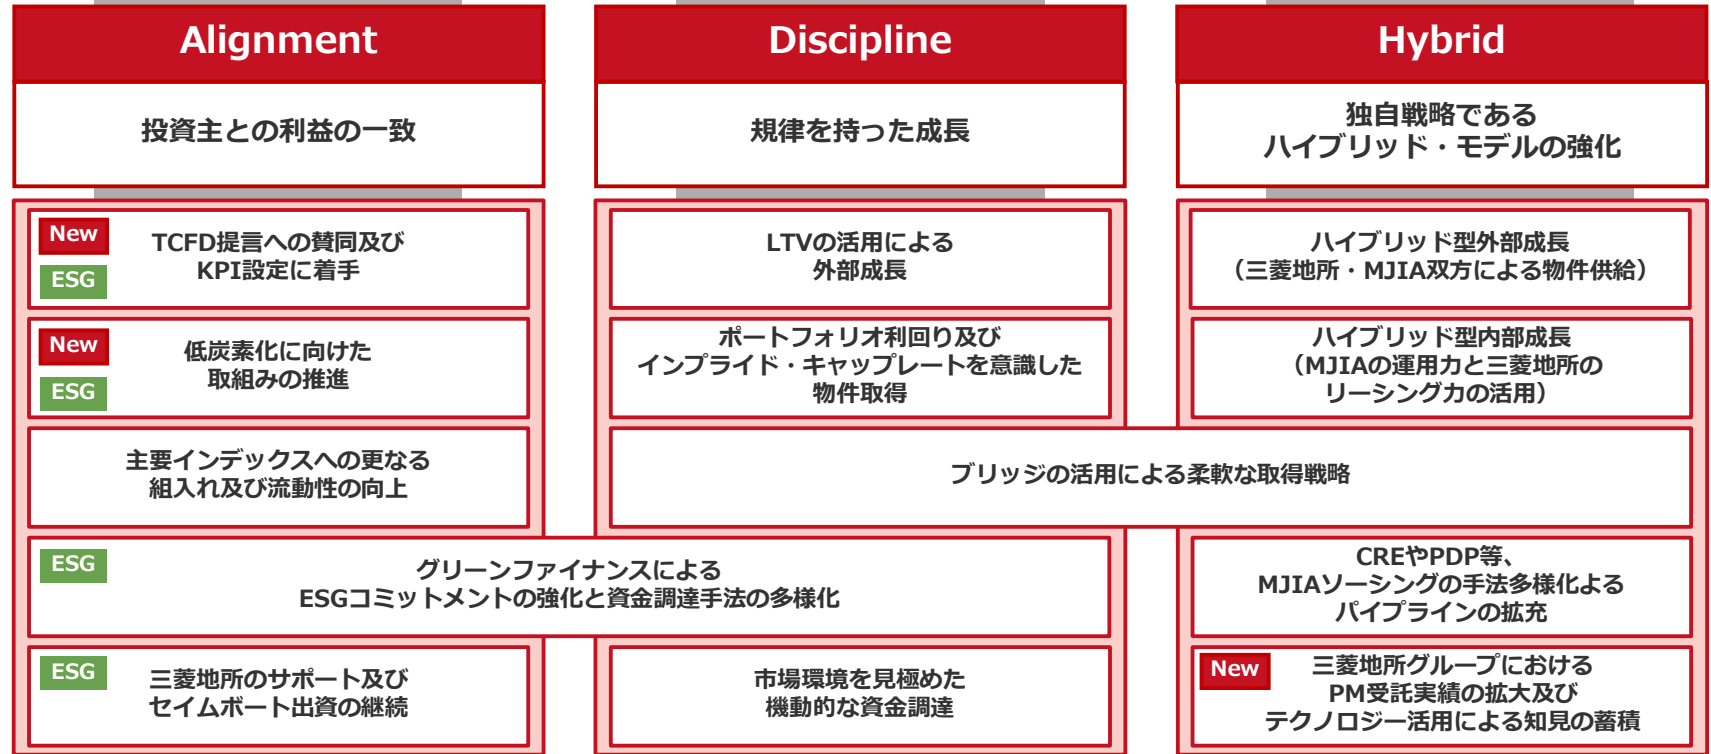 Alignment
投資主との利益の一致
New
ESG
TCFD提言への賛同及び
KPI設定に着手
New
ESG
低炭素化に向けた
取組みの推進
主要インデックスへの更なる
組入れ及び流動性の向上
ESG
グリーンファイナンスによる
ESGコミットメントの強化と資金調達手法の多様化
ESG
三菱地所のサポート及び
セイムボート出資の継続
Discipline
規律を持った成長
LTVの活用による
外部成長
ポートフォリオ利回り及び
インプライド・キャップレートを意識した
物件取得
ブリッジの活用による柔軟な取得戦略
市場環境を見極めた
機動的な資金調達
Hybrid
独自戦略である
ハイブリッド・モデルの強化
ハイブリッド型外部成長
（三菱地所・MJIA双方による物件供給）
ハイブリッド型内部成長
（MJIAの運用力と三菱地所の
リーシング力の活用）
CREやPDP等、
MJIAソーシングの手法多様化よる
パイプラインの拡充
New
三菱地所グループにおける
PM受託実績の拡大及び
テクノロジー活用による知見の蓄積